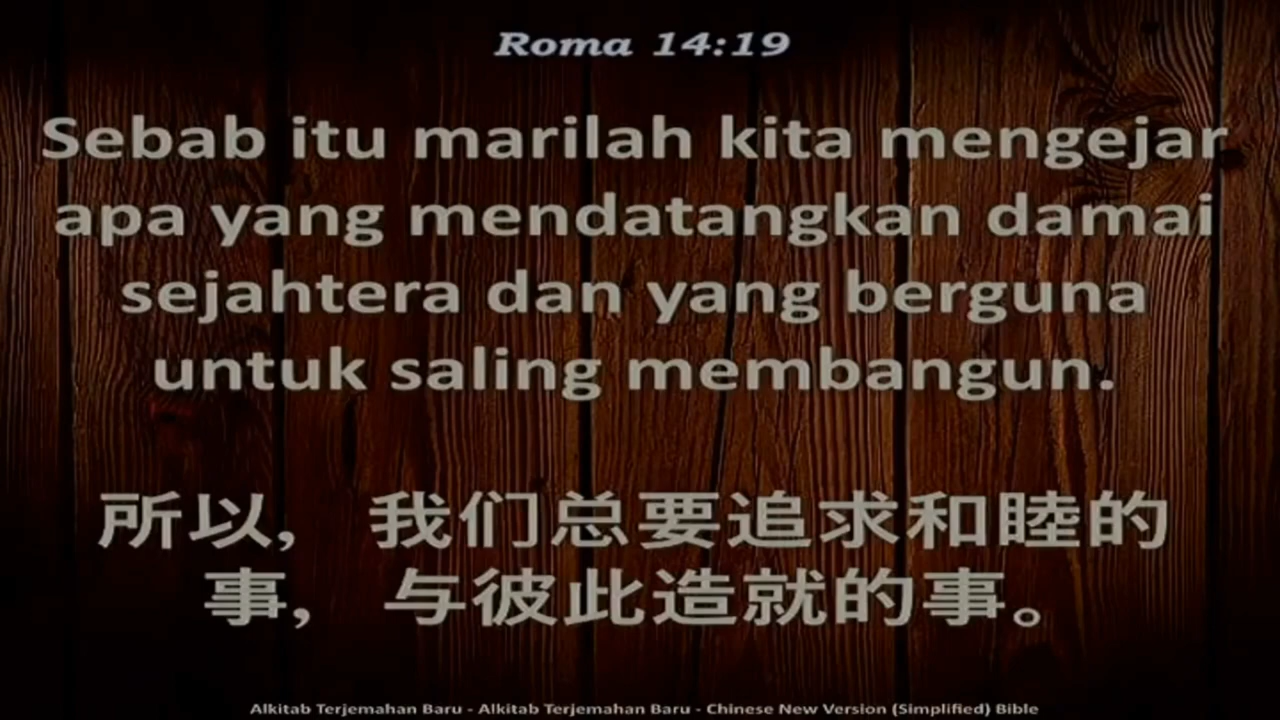 Roma 14:19
Sebab itu marilah kita mengejar
apa yang mendatangkan damai
sejahtera dan yang berguna
untuk saling membangun.
所以, 我们总要追求和睦的
事, 与彼此造就的事。
Alkitab Terjemahan Baru - Alkitab Terjemahan Baru - Chinese New Version (Simplified) Bible